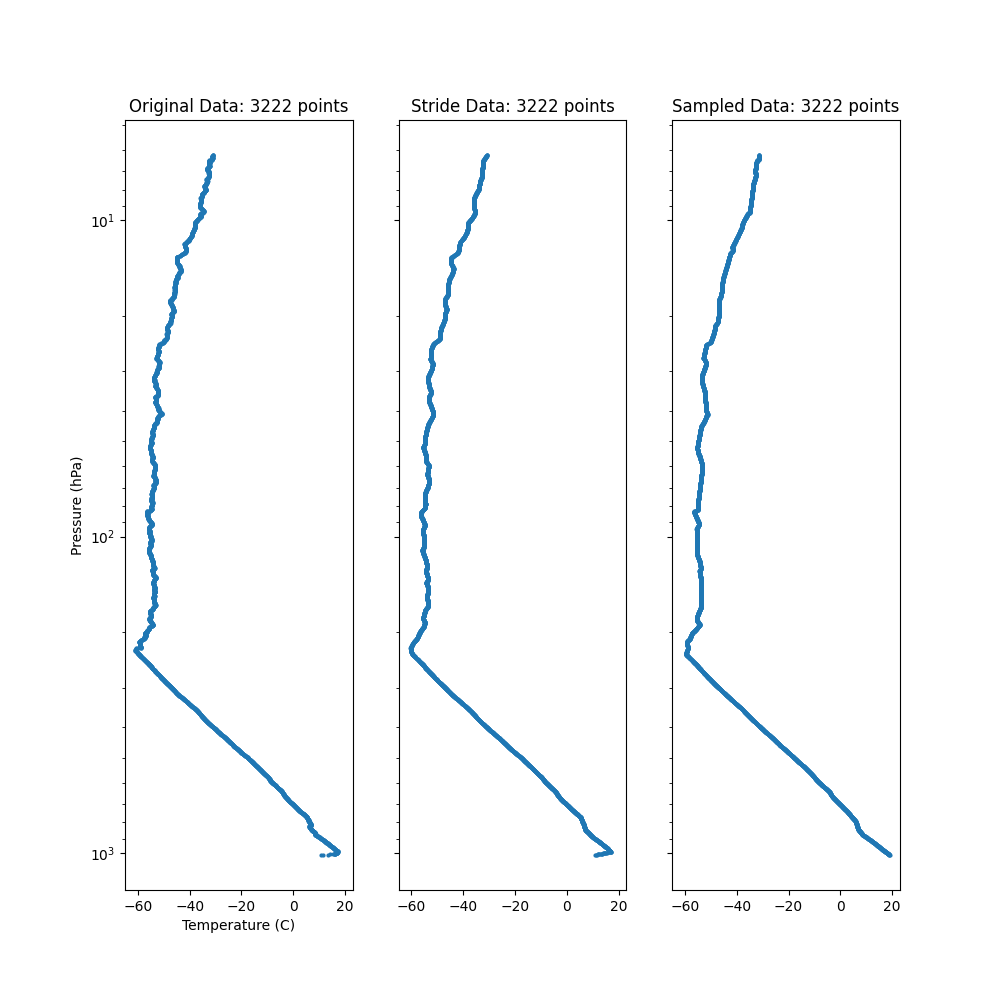 Original Data: 3222 points
Stride Data: 3222 points
Sampled Data: 3222 points
Pressure (hPa)
10¹
10²
10³
−60 −40 −20 0 20
−60 −40 −20 0 20
−60 −40 −20 0 20
Temperature (C)